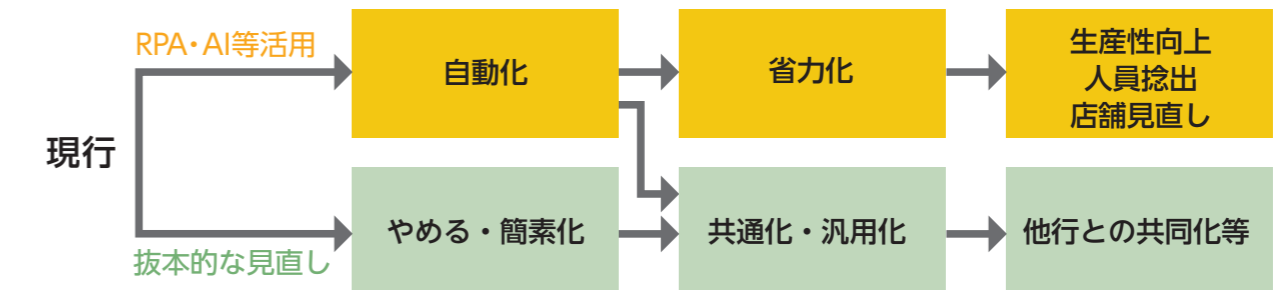 RPA・AI等活用
自動化
省力化
生産性向上
人員捻出
店舗見直し
現行
やめる・簡素化
共通化・汎用化
他行との共同化等
抜本的な見直し